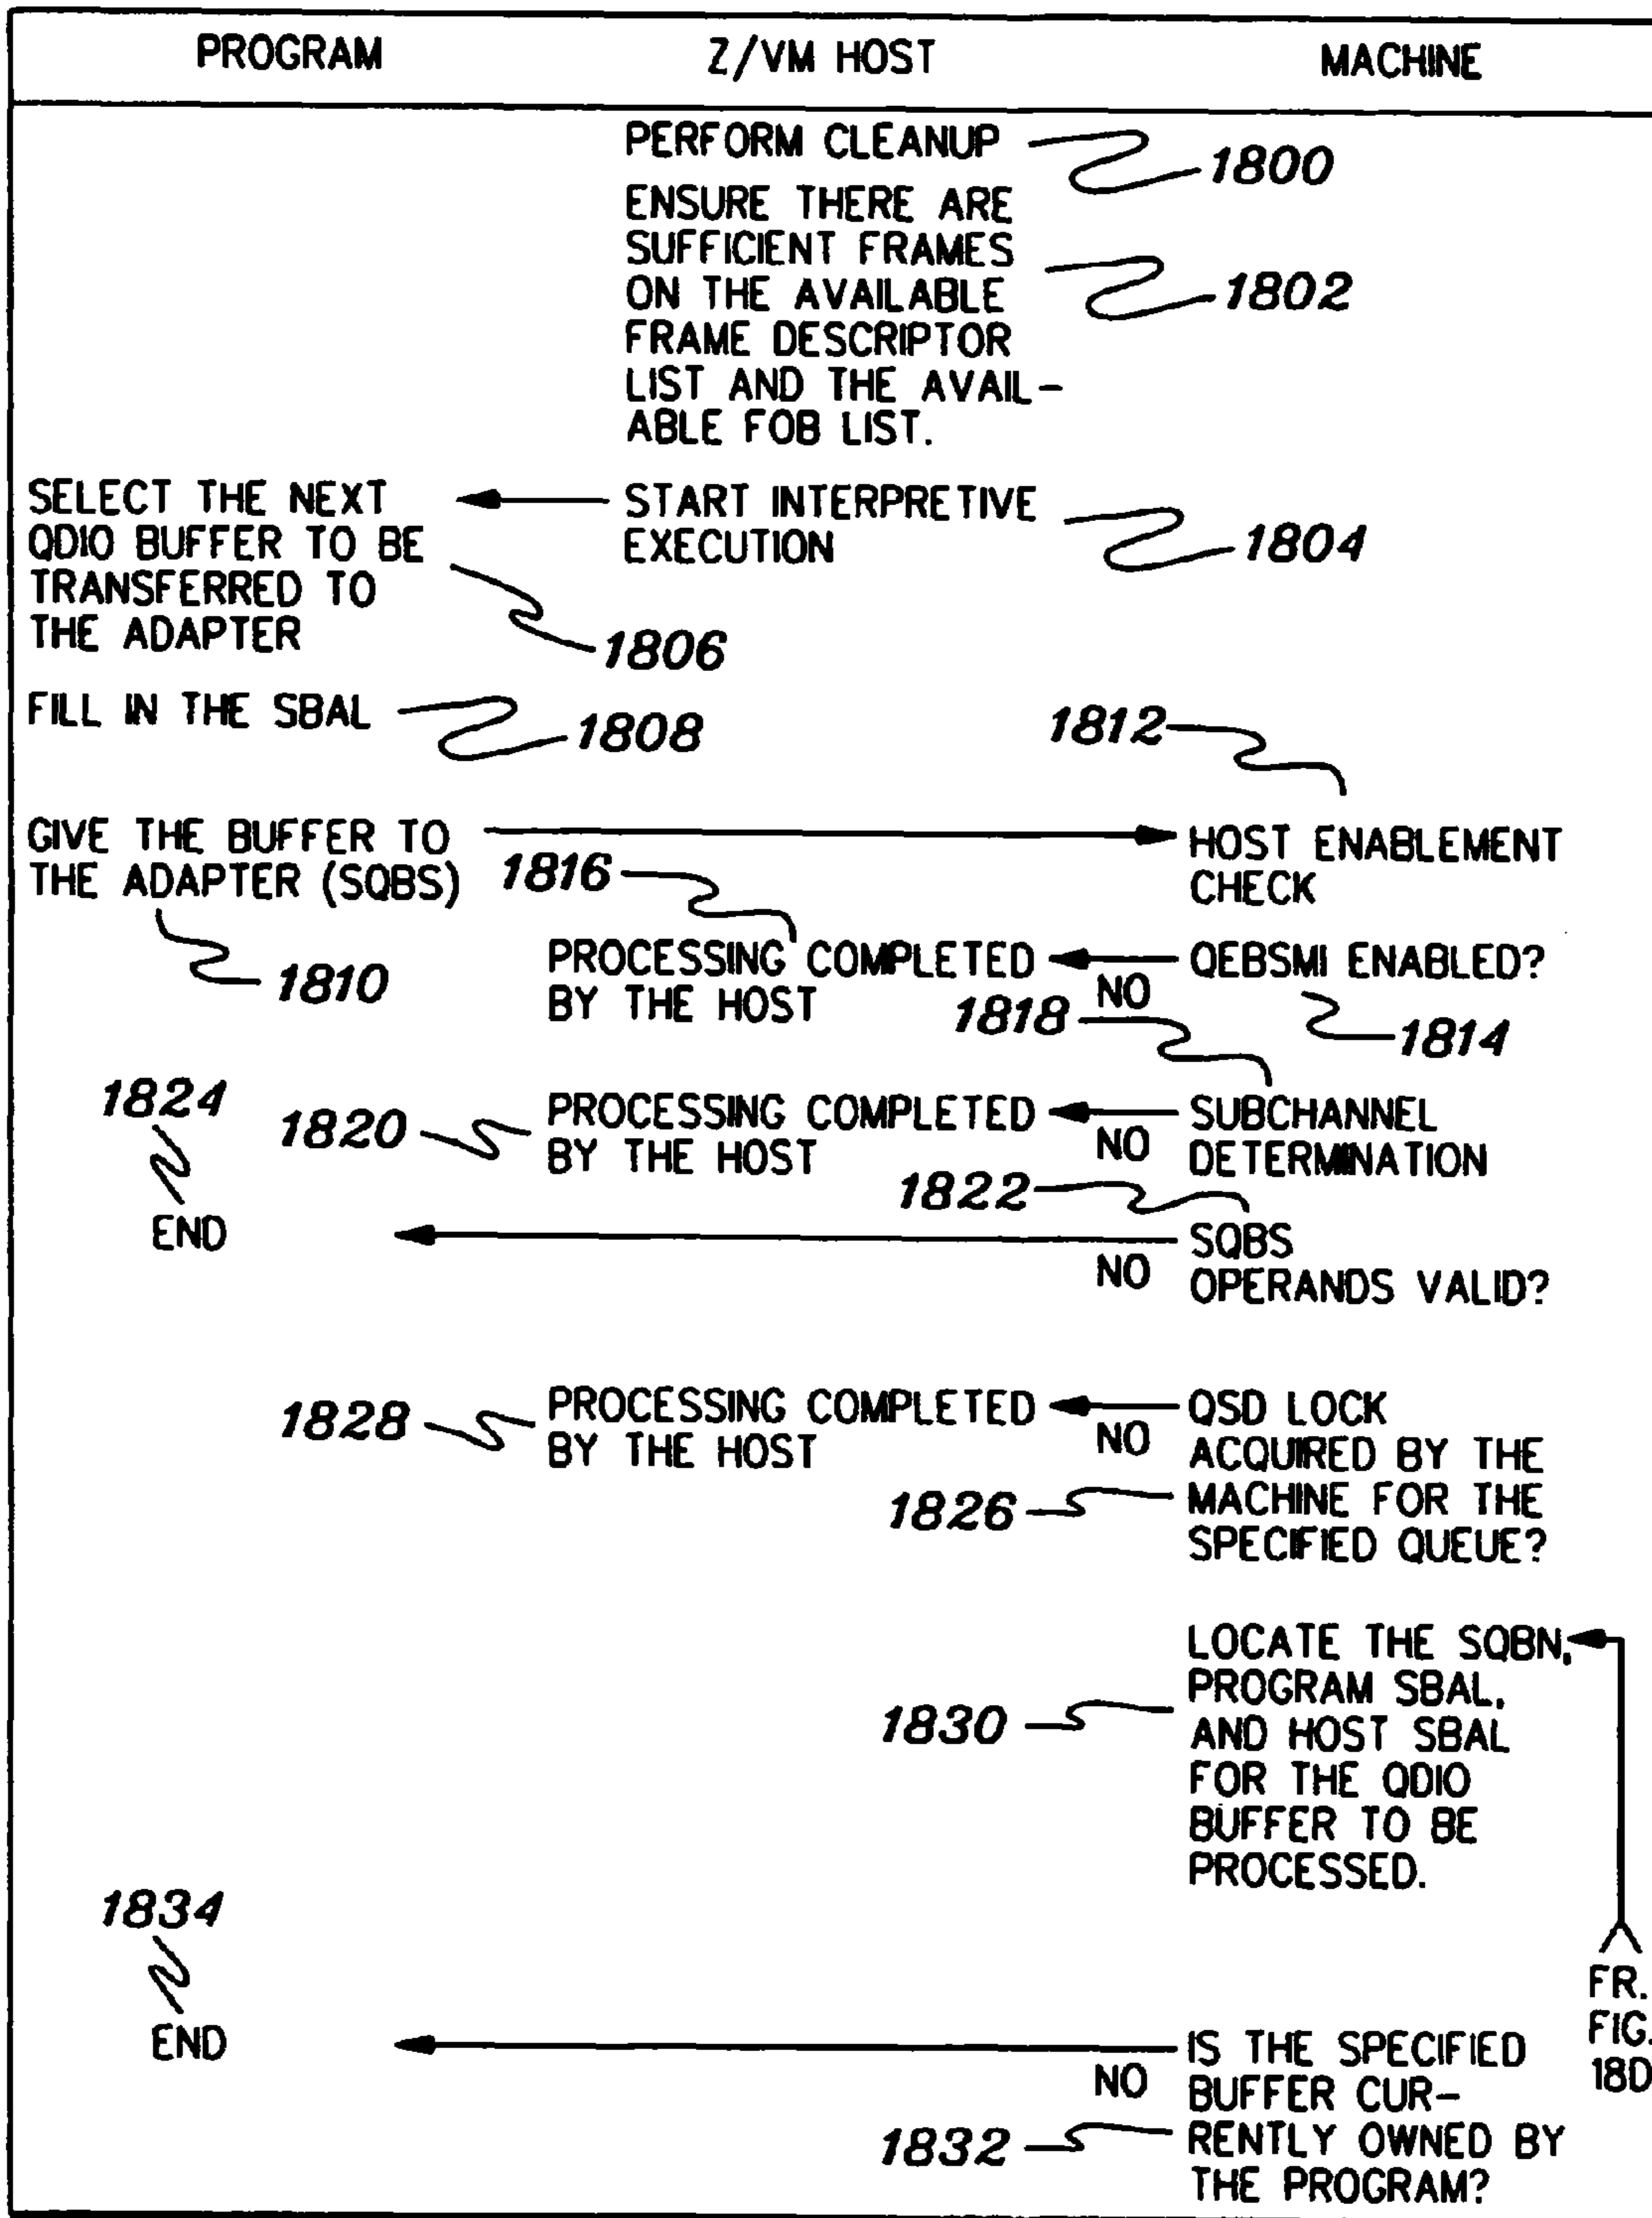 PROGRAM Z/VM HOST MACHINE
PERFORM CLEANUP 1800
ENSURE THERE ARE
SUFFICIENT FRAMES
ON THE AVAILABLE 1802
FRAME DESCRIPTOR
LIST AND THE AVAIL-
ABLE FOB LIST.
SELECT THE NEXT START INTERPRETIVE
QDIO BUFFER TO BE EXECUTION 1804
TRANSFERRED TO
THE ADAPTER 1806
FILL IN THE SBAL 1808 1812
GIVE THE BUFFER TO HOST ENABLEMENT
THE ADAPTER (SQBS) 1816 CHECK
1810 PROCESSING COMPLETED QEBSMI ENABLED?
BY THE HOST NO
1818 1814
1824
1820 PROCESSING COMPLETED SUBCHANNEL
BY THE HOST NO DETERMINATION
1822
END SQBS
NO OPERANDS VALID?
1828 PROCESSING COMPLETED QSD LOCK
BY THE HOST NO ACQUIRED BY THE
1826 MACHINE FOR THE
SPECIFIED QUEUE?
LOCATE THE SQBN,
PROGRAM SBAL,
1830 AND HOST SBAL
FOR THE QDIO
BUFFER TO BE
PROCESSED.
1834
FR.
FIG.
18D
END IS THE SPECIFIED
NO BUFFER CUR-
1832 RENTLY OWNED BY
THE PROGRAM?